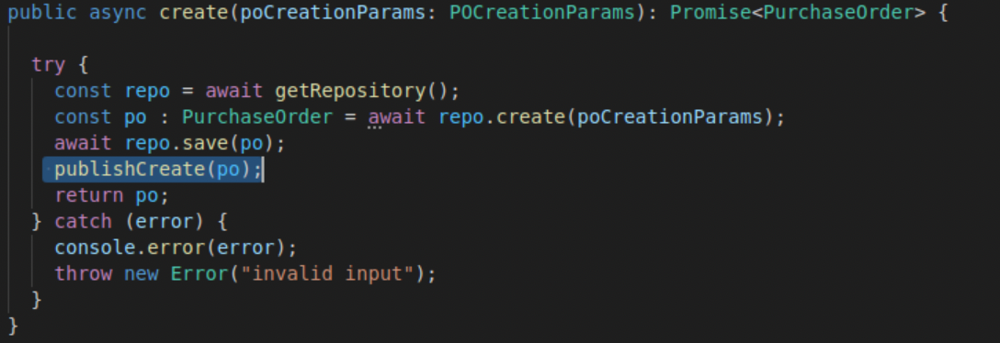 public async create(poCreationParams: POCreationParams): Promise<PurchaseOrder> {
try {
const repo = await getRepository();
const po : PurchaseOrder = await repo.create(poCreationParams);
await repo.save(po);
publishCreate(po);
return po;
} catch (error) {
console.error(error);
throw new Error("invalid input");
}
}